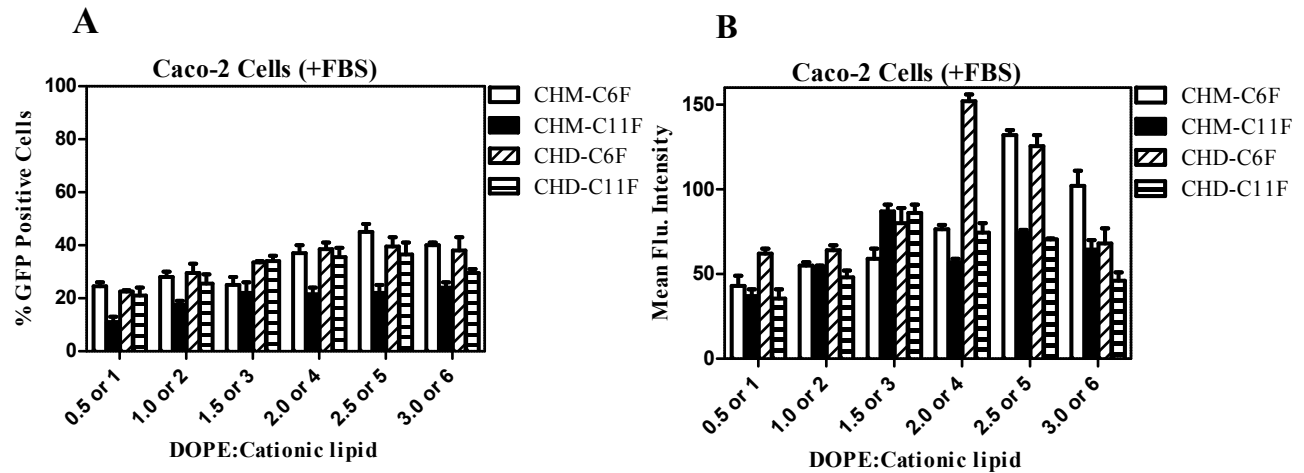 A
Caco-2 Cells (+FBS)
% GFP Positive Cells
100
80
60
40
20
0
0.5 or 1
1.0 or 2
1.5 or 3
2.0 or 4
2.5 or 5
3.0 or 6
DOPE:Cationic lipid
CHM-C6F
CHM-C11F
CHD-C6F
CHD-C11F
B
Caco-2 Cells (+FBS)
Mean Flu. Intensity
150
100
50
0
0.5 or 1
1.0 or 2
1.5 or 3
2.0 or 4
2.5 or 5
3.0 or 6
DOPE:Cationic lipid
CHM-C6F
CHM-C11F
CHD-C6F
CHD-C11F